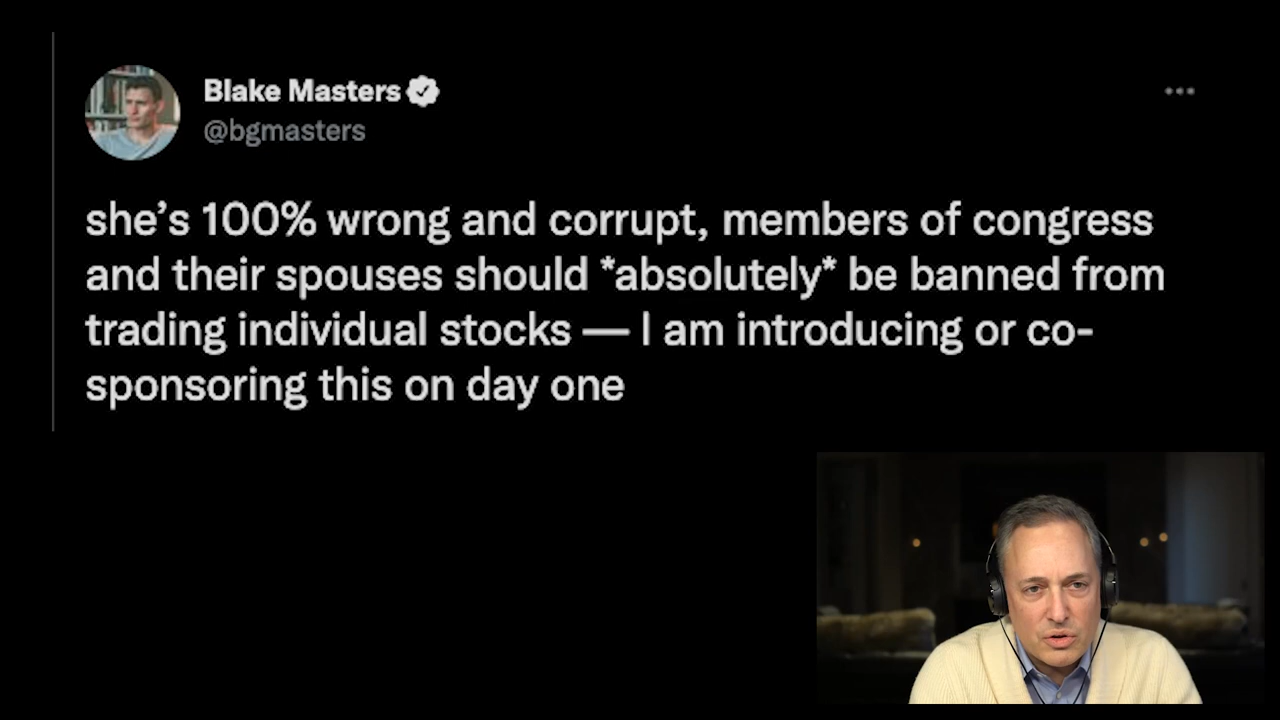 Blake Masters
@bgmasters
she’s 100% wrong and corrupt, members of congress
and their spouses should *absolutely* be banned from
trading individual stocks — I am introducing or co-
sponsoring this on day one